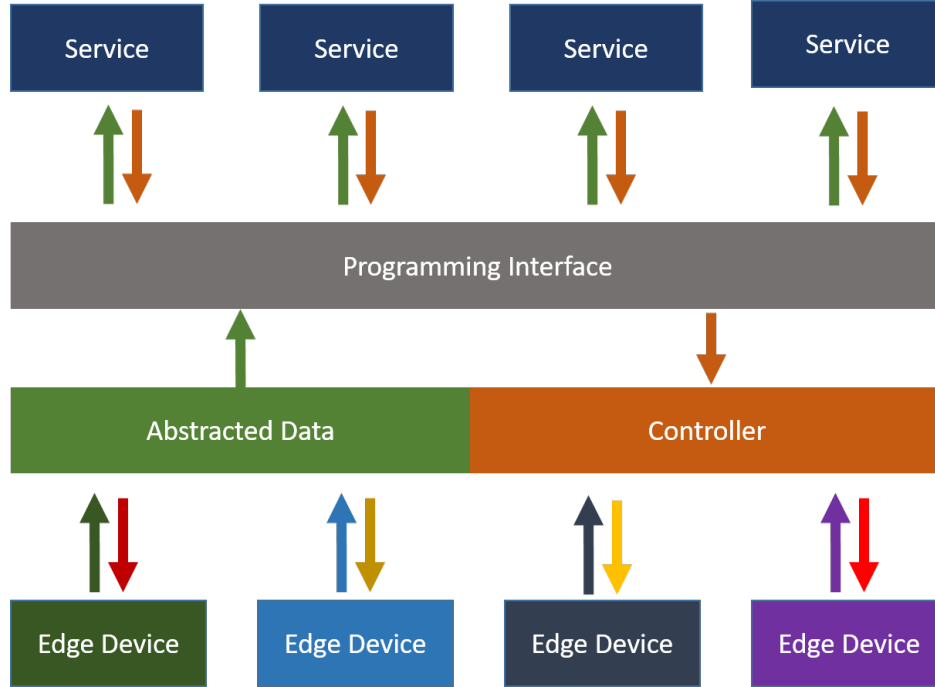 Service
Service
Service
Service
Programming Interface
Abstracted Data
Controller
Edge Device
Edge Device
Edge Device
Edge Device